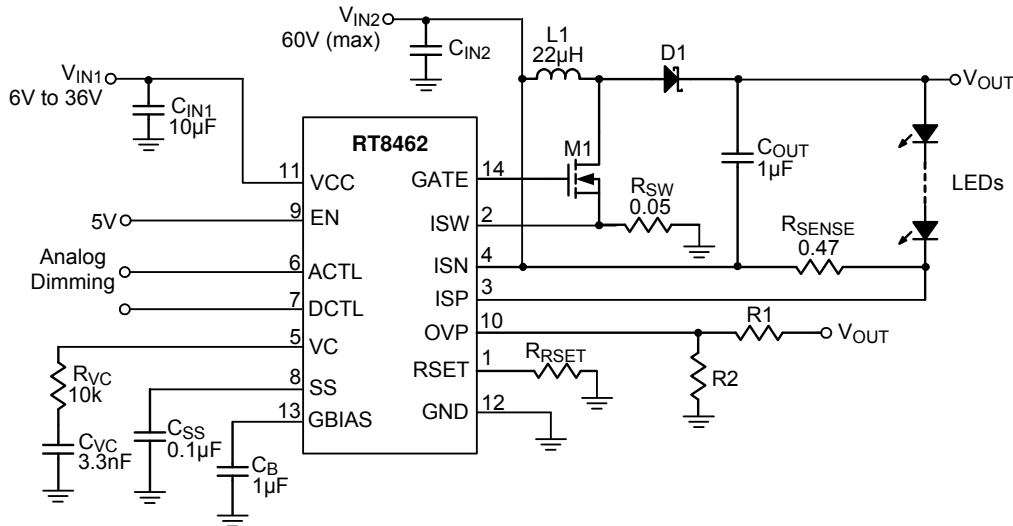 VIN2
60V (max)
CIN2
L1
22µH
D1
VOUT
VIN1
6V to 36V
CIN1
10µF
RT8462
M1
COUT
1µF
LEDs
RSW
0.05
RSENSE
0.47
11
VCC
GATE
14
5V
9
EN
ISW
2
Analog
Dimming
6
ACTL
ISN
4
7
DCTL
ISP
3
5
VC
OVP
10
R1
VOUT
RVC
10k
8
SS
RSET
1
RRSET
R2
13
GBIAS
GND
12
CVC
3.3nF
CSS
0.1µF
CB
1µF